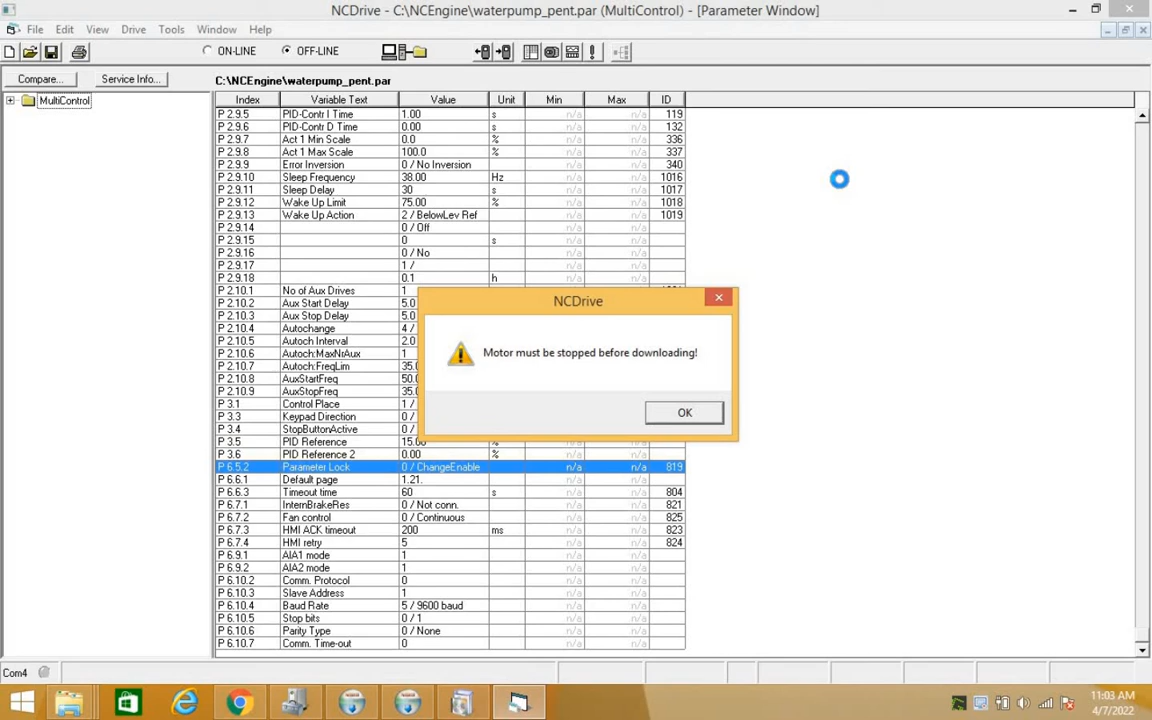 NCDrive - C:\NCEngine\waterpump_pent.par (MultiControl) - [Parameter Window]
File Edit View Drive Tools Window Help
ON-LINE OFF-LINE
Compare... Service Info... C:\NCEngine\waterpump_pent.par
MultiControl
Index Variable Text Value Unit Min Max ID
P 2.9.5 PID-Contr I Time 1.00 s n/a n/a 119
P 2.9.6 PID-Contr D Time 0.00 s n/a n/a 132
P 2.9.7 Act 1 Min Scale 0.0 % n/a n/a 336
P 2.9.8 Act 1 Max Scale 100.0 % n/a n/a 337
P 2.9.9 Error Inversion 0 / No Inversion n/a n/a 340
P 2.9.10 Sleep Frequency 38.00 Hz n/a n/a 1016
P 2.9.11 Sleep Delay 30 s n/a n/a 1017
P 2.9.12 Wake Up Limit 75.00 % n/a n/a 1018
P 2.9.13 Wake Up Action 2 / BelowLev Ref n/a n/a 1019
P 2.9.14 0 / Off n/a n/a
P 2.9.15 0 s n/a n/a
P 2.9.16 0 / No n/a n/a
P 2.9.17 1 / n/a n/a
P 2.9.18 0.1 h n/a n/a
P 2.10.1 No of Aux Drives 1
P 2.10.2 Aux Start Delay 5.0
P 2.10.3 Aux Stop Delay 5.0
P 2.10.4 Autochange 4 /
P 2.10.5 Autoch Interval 2.0
P 2.10.6 Autoch:MaxNrAux 1
P 2.10.7 Autoch:FreqLim 35.
P 2.10.8 AuxStartFreq 50.
P 2.10.9 AuxStopFreq 35.
P 3.1 Control Place 1 /
P 3.3 Keypad Direction 0 /
P 3.4 StopButtonActive 0 /
P 3.5 PID Reference 15.00 % n/a n/a
P 3.6 PID Reference 2 0.00 % n/a n/a
P 6.5.2 Parameter Lock 0 / ChangeEnable n/a n/a 819
P 6.6.1 Default page 1.21. n/a n/a
P 6.6.3 Timeout time 60 s n/a n/a 804
P 6.7.1 InternBrakeRes 0 / Not conn. n/a n/a 821
P 6.7.2 Fan control 0 / Continuous n/a n/a 825
P 6.7.3 HMI ACK timeout 200 ms n/a n/a 823
P 6.7.4 HMI retry 5 n/a n/a 824
P 6.9.1 AIA1 mode 1 n/a n/a
P 6.9.2 AIA2 mode 1 n/a n/a
P 6.10.2 Comm. Protocol 0 n/a n/a
P 6.10.3 Slave Address 1 n/a n/a
P 6.10.4 Baud Rate 5 / 9600 baud n/a n/a
P 6.10.5 Stop bits 0 / 1 n/a n/a
P 6.10.6 Parity Type 0 / None n/a n/a
P 6.10.7 Comm. Time-out 0 n/a n/a
NCDrive
Motor must be stopped before downloading!
OK
Com4
11:03 AM
4/7/2022